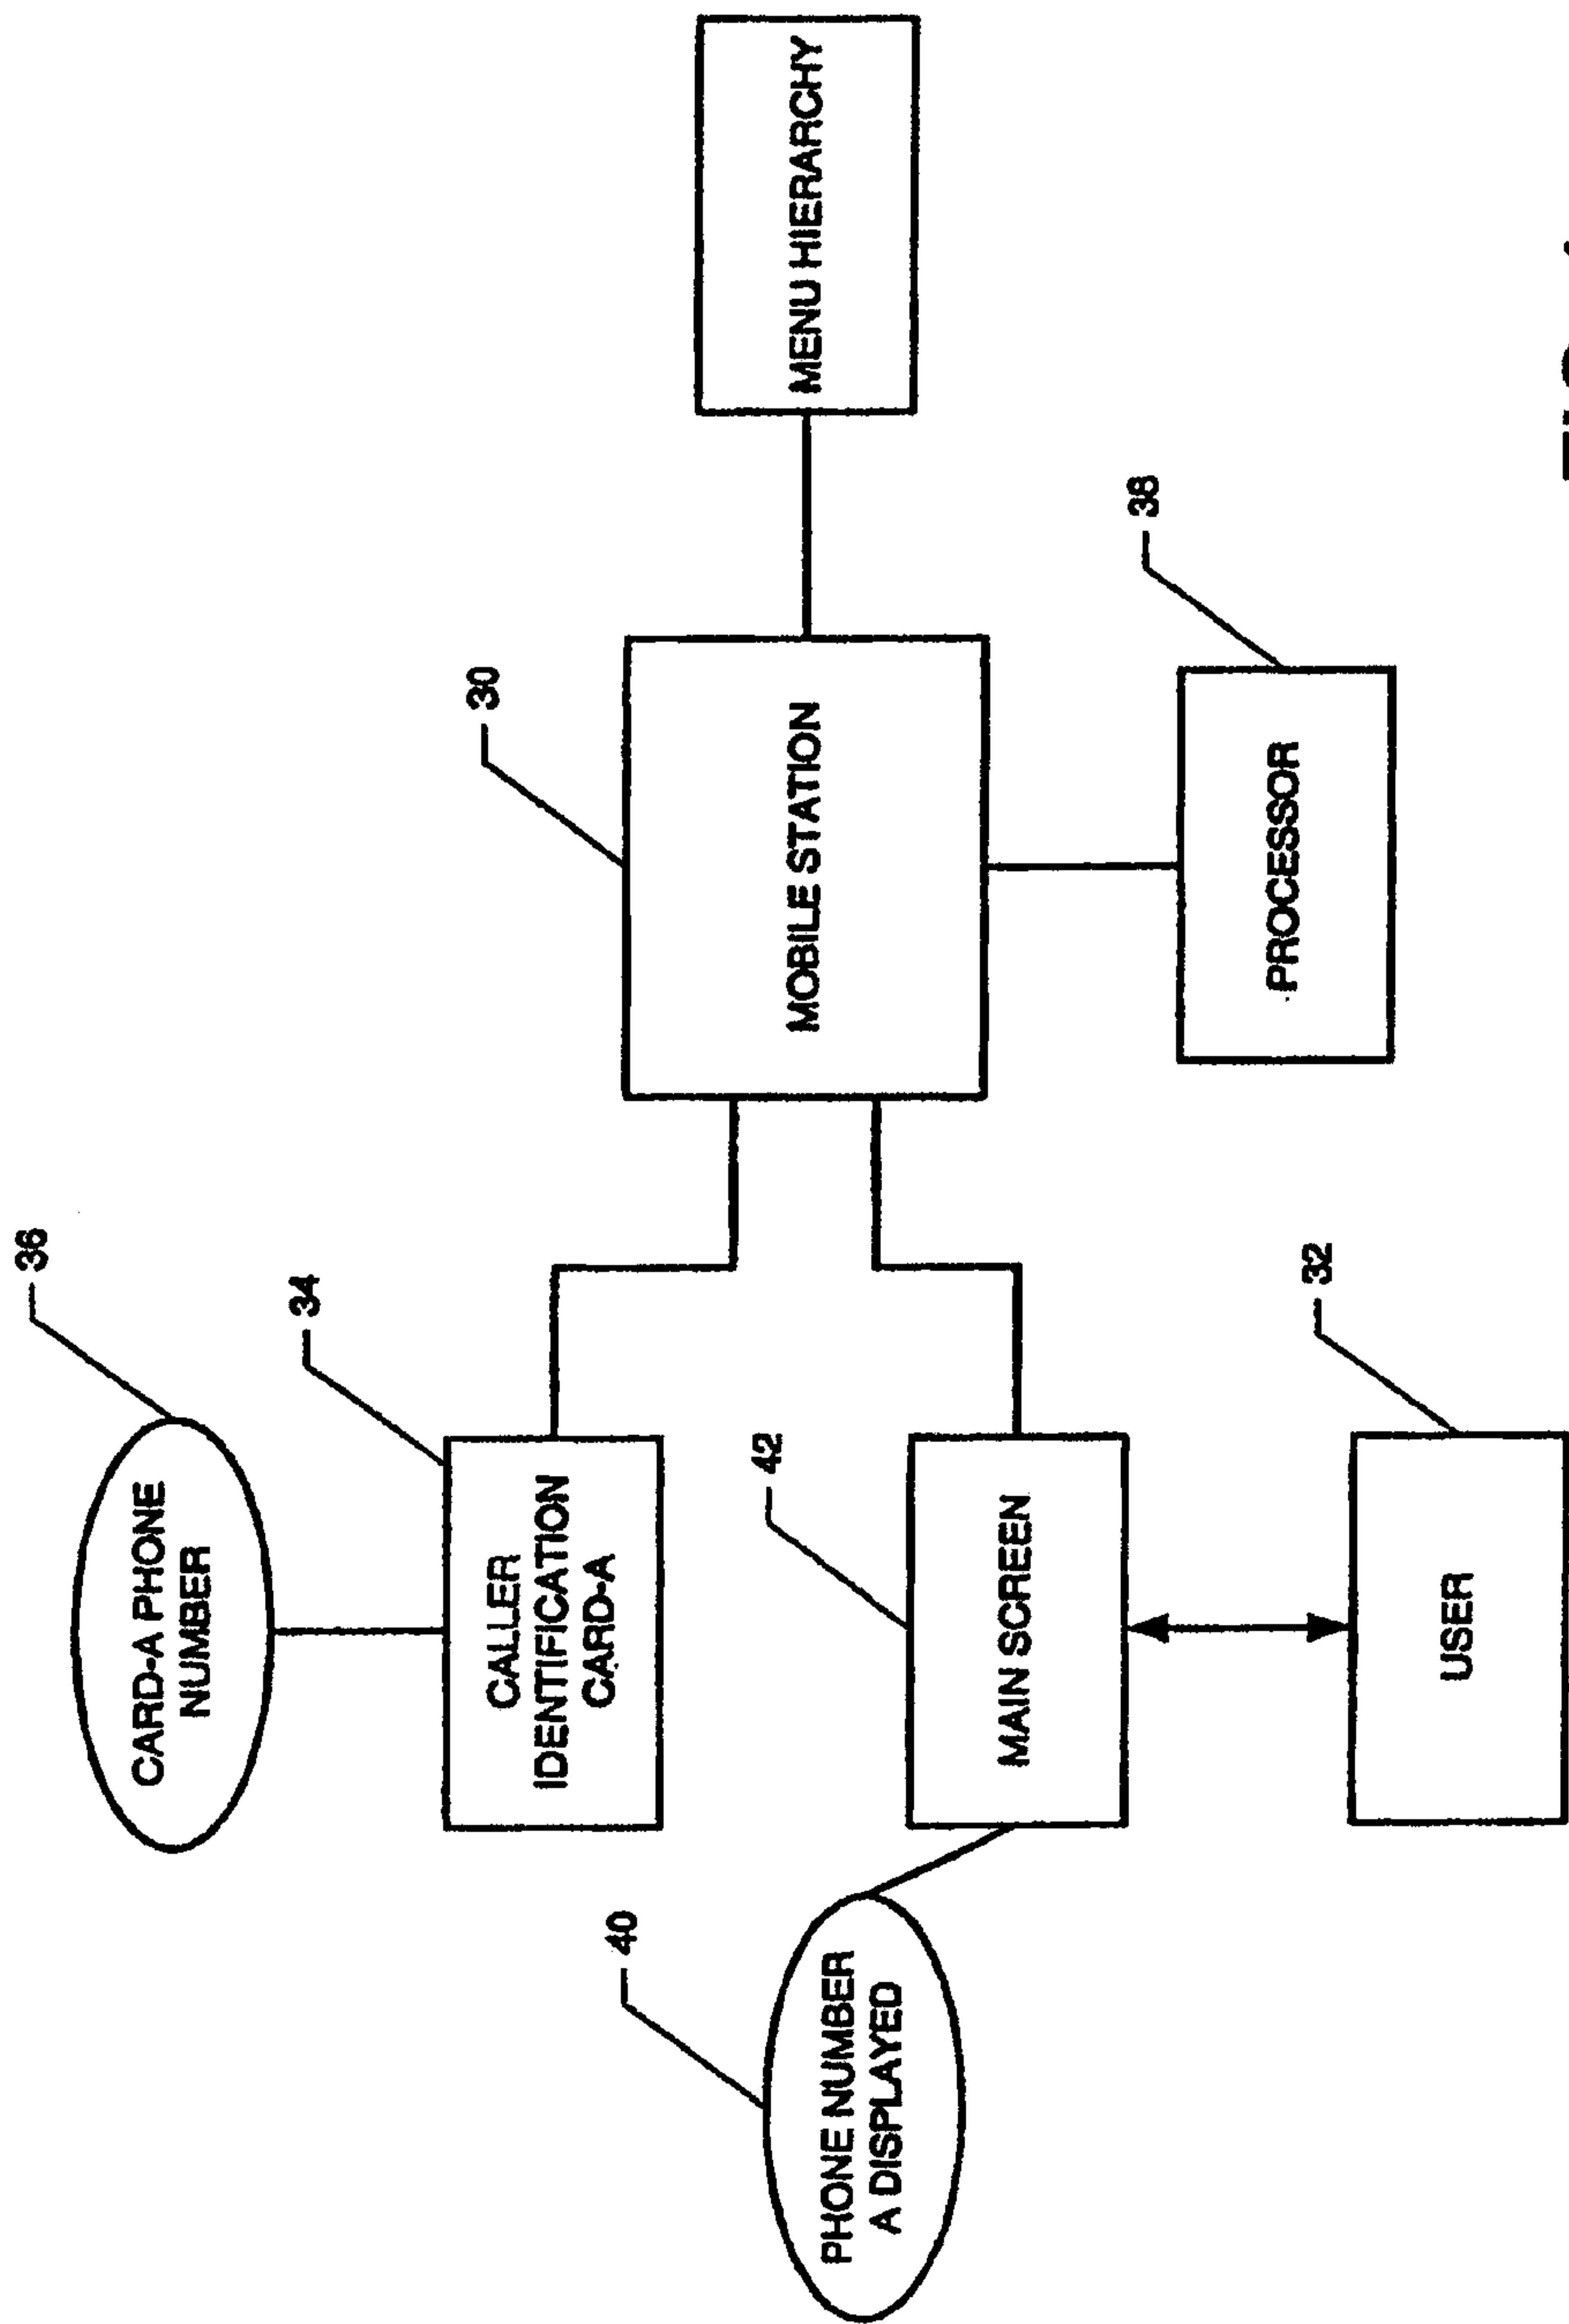 36
CARD-A PHONE
NUMBER
34
CALLER
IDENTIFICATION
CARD-A
30
MOBILE STATION
MENU HIERARCHY
40
PHONE NUMBER
A DISPLAYED
42
MAIN SCREEN
38
PROCESSOR
32
USER